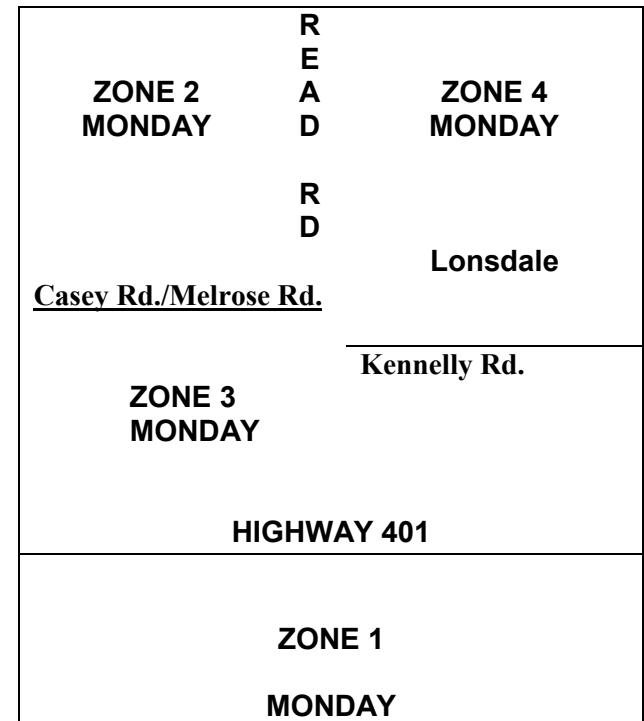 R
E
ZONE 2 A ZONE 4
MONDAY D MONDAY
R
D
Lonsdale
Casey Rd./Melrose Rd.
Kennelly Rd.
ZONE 3
MONDAY
HIGHWAY 401
ZONE 1
MONDAY